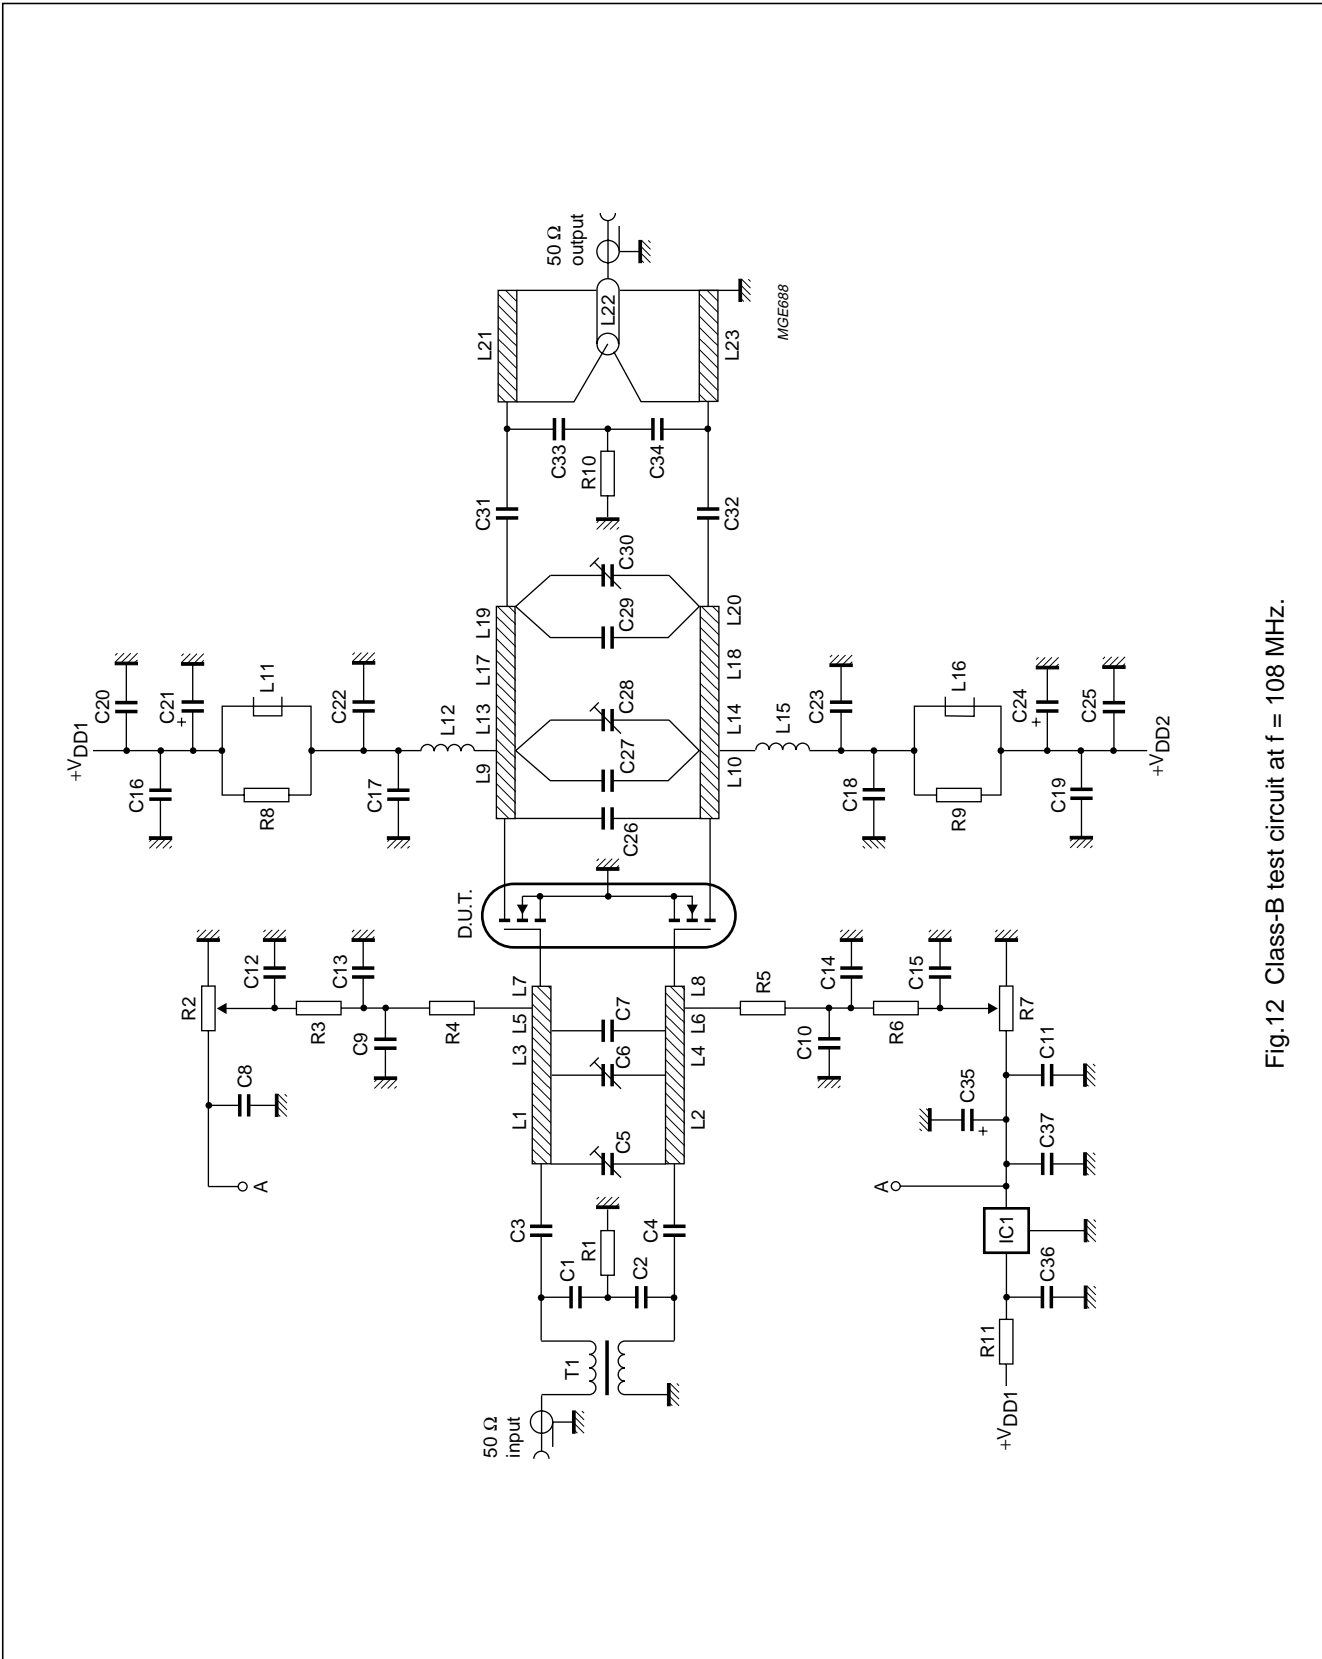 50 Ω
input
T1
C1
C2
R1
C3
C4
C5
L1
L2
C6
L3
L4
C7
L5
L6
L7
L8
A
C8
R2
C12
R3
C13
C9
R4
R5
C14
C10
R6
C15
R7
C11
C35
+
C37
A
IC1
C36
R11
+VDD1
D.U.T.
+VDD1
C20
C16
C21
+
L11
R8
C22
C17
L12
L9
L13
L17
L19
C26
C27
C28
C29
C30
L10
L14
L18
L20
L15
C23
C18
L16
R9
C24
+
C19
C25
+VDD2
C31
C32
C33
R10
C34
L21
L22
L23
50 Ω
output
MGE688
Fig.12 Class-B test circuit at f = 108 MHz.